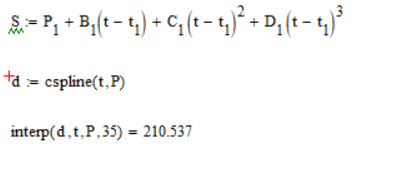 S := P₁ + B₁(t − t₁) + C₁(t − t₁)² + D₁(t − t₁)³
d := cspline(t,P)
interp(d,t,P,35) = 210.537